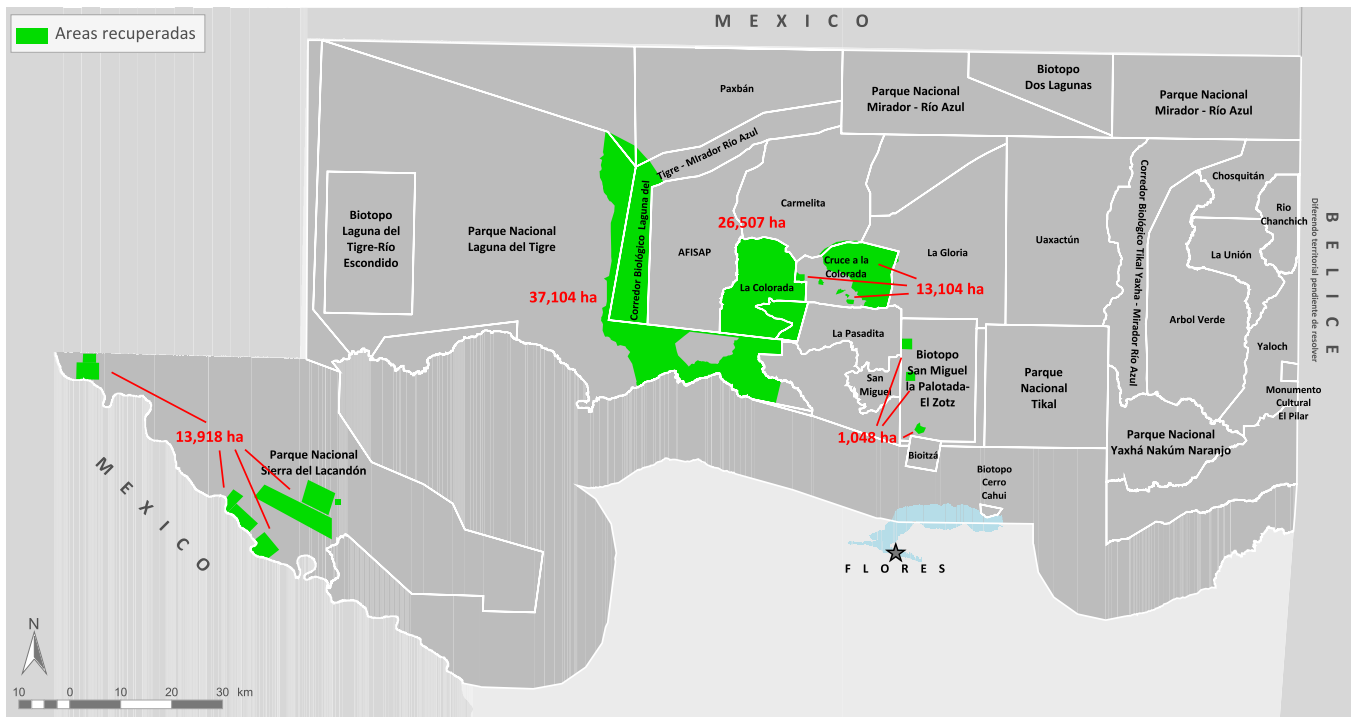 M E X I C O
Areas recuperadas
Paxbán
Parque Nacional
Mirador - Río Azul
Biotopo
Dos Lagunas
Parque Nacional
Mirador - Río Azul
Tigre - MIrador Río Azul
Corredor Biológico Laguna del
Biotopo
Laguna del
Tigre-Río
Escondido
Parque Nacional
Laguna del Tigre
AFISAP
Carmelita
26,507 ha
La Colorada
Cruce a la
Colorada
13,104 ha
La Gloria
Uaxactún
Corredor Biológico Tikal Yaxha - Mirador Río Azul
Chosquitán
Rio
Chanchich
La Unión
Arbol Verde
Yaloch
Monumento
Cultural
El Pilar
B E L I C E
Diferendo territorial pendiente de resolver
37,104 ha
La Pasadita
San
Miguel
Biotopo
San Miguel
la Palotada-
El Zotz
Parque
Nacional
Tikal
1,048 ha
Bioitzá
Parque Nacional
Yaxhá Nakúm Naranjo
Biotopo
Cerro
Cahui
13,918 ha
Parque Nacional
Sierra del Lacandón
M E X I C O
F L O R E S
N
10 0 10 20 30 km